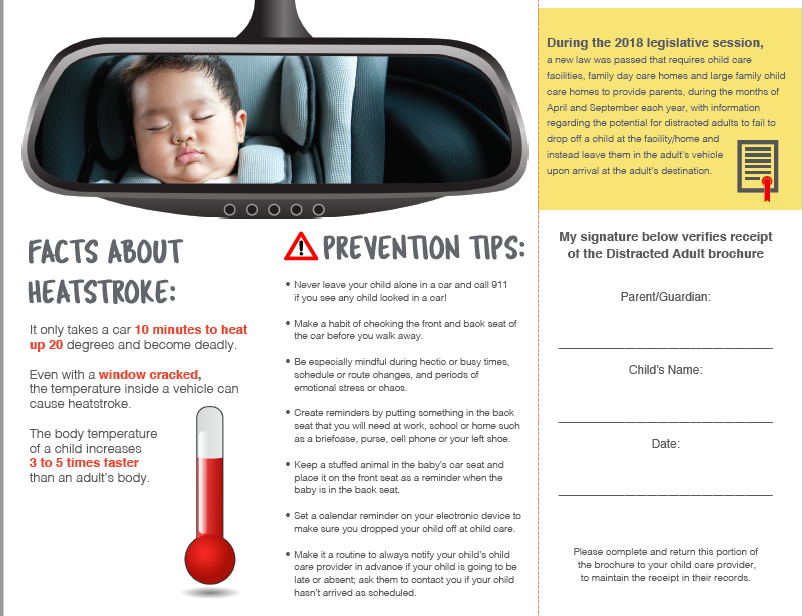 FACTS ABOUT
HEATSTROKE:
It only takes a car 10 minutes to heat
up 20 degrees and become deadly.
Even with a window cracked,
the temperature inside a vehicle can
cause heatstroke.
The body temperature
of a child increases
3 to 5 times faster
than an adult's body.
PREVENTION TIPS:
• Never leave your child alone in a car and call 911
if you see any child locked in a car!
• Make a habit of checking the front and back seat of
the car before you walk away.
• Be especially mindful during hectic or busy times,
schedule or route changes, and periods of
emotional stress or chaos.
• Create reminders by putting something in the back
seat that you will need at work, school or home such
as a briefcase, purse, cell phone or your left shoe.
• Keep a stuffed animal in the baby's car seat and
place it on the front seat as a reminder when the
baby is in the back seat.
• Set a calendar reminder on your electronic device to
make sure you dropped your child off at child care.
• Make it a routine to always notify your child's child
care provider in advance if your child is going to be
late or absent; ask them to contact you if your child
hasn't arrived as scheduled.
During the 2018 legislative session,
a new law was passed that requires child care
facilities, family day care homes and large family child
care homes to provide parents, during the months of
April and September each year, with information
regarding the potential for distracted adults to fail to
drop off a child at the facility/home and
instead leave them in the adult's vehicle
upon arrival at the adult's destination.
My signature below verifies receipt
of the Distracted Adult brochure
Parent/Guardian:
Child's Name:
Date:
Please complete and return this portion of
the brochure to your child care provider,
to maintain the receipt in their records.